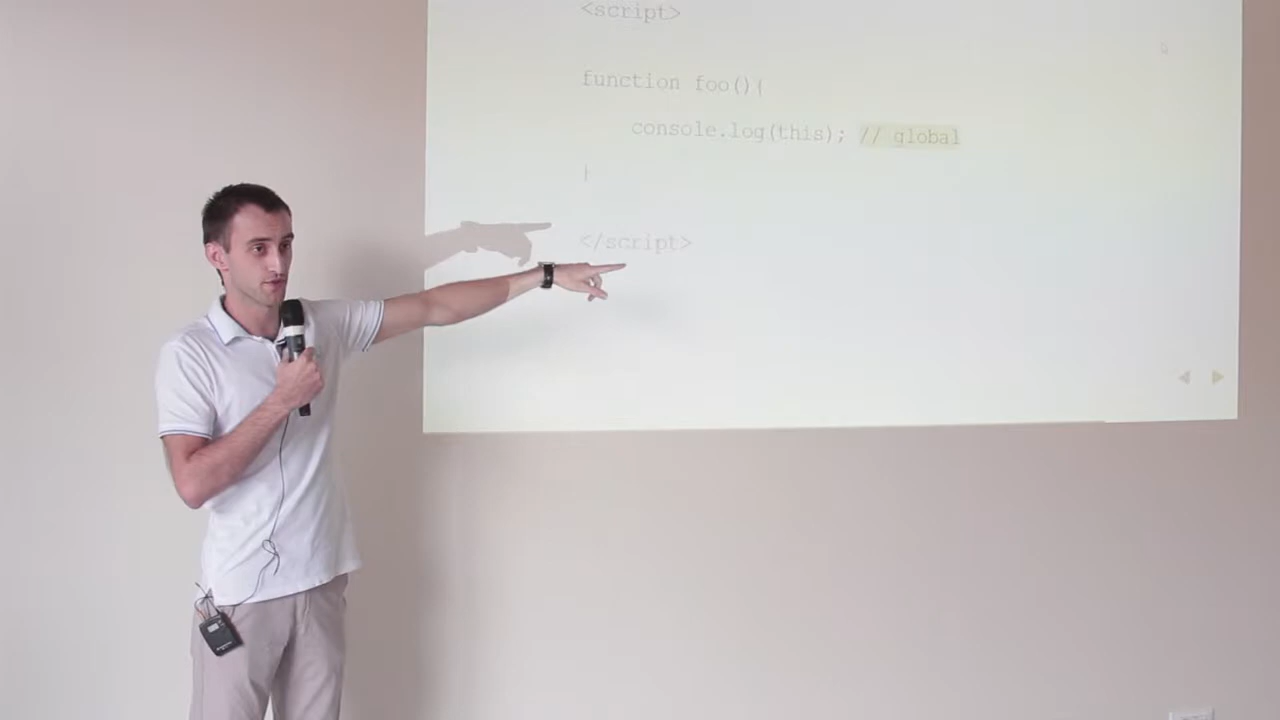 <script>
function foo(){
console.log(this); // global
}
</script>